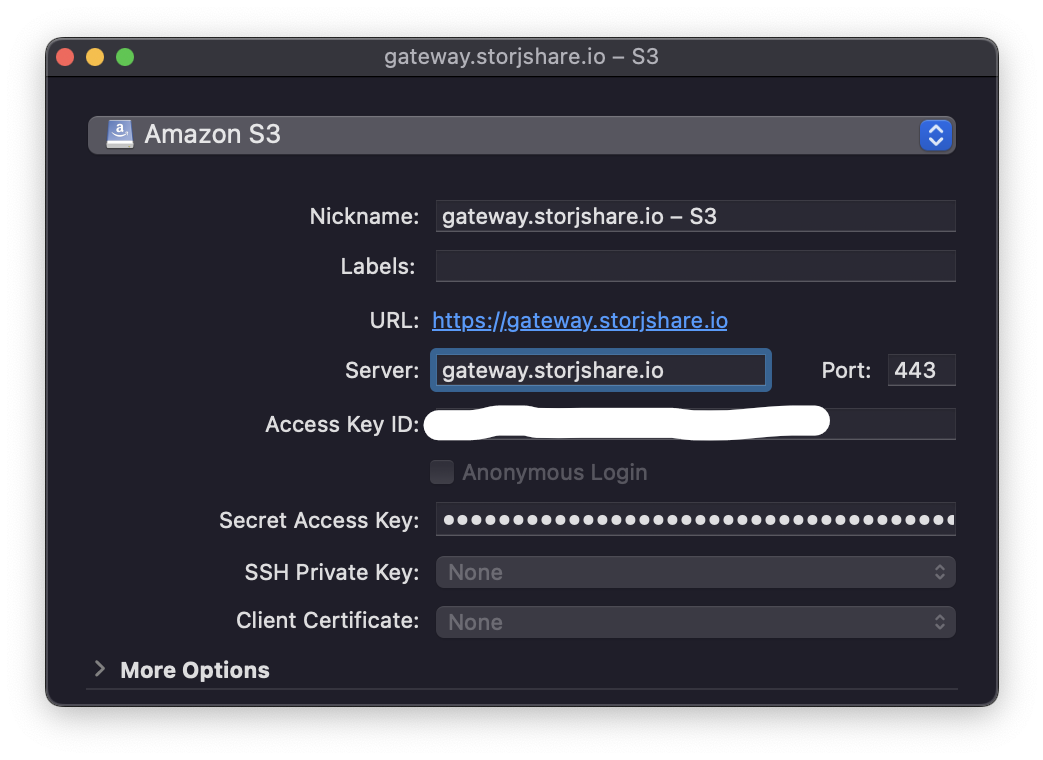 gateway.storjshare.io – S3
Amazon S3
Nickname: gateway.storjshare.io – S3
Labels:
URL: https://gateway.storjshare.io
Server: gateway.storjshare.io Port: 443
Access Key ID:
Anonymous Login
Secret Access Key: ●●●●●●●●●●●●●●●●●●●●●●●●●●●●●●●●●●●●●
SSH Private Key: None
Client Certificate: None
More Options